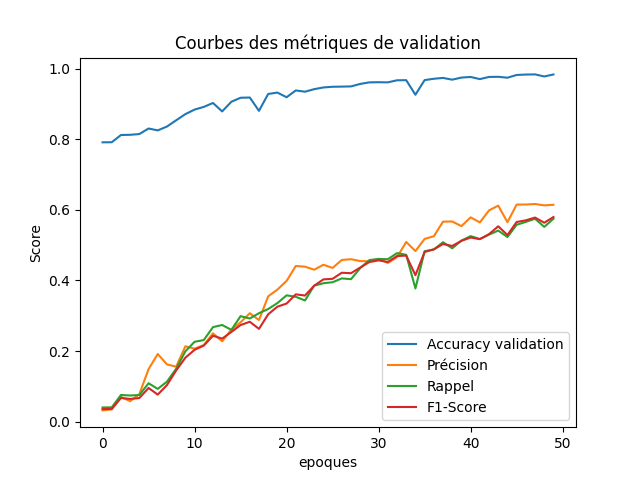 Courbes des métriques de validation
Score
1.0
0.8
0.6
0.4
0.2
0.0
Accuracy validation
Précision
Rappel
F1-Score
0
10
20
30
40
50
epoques